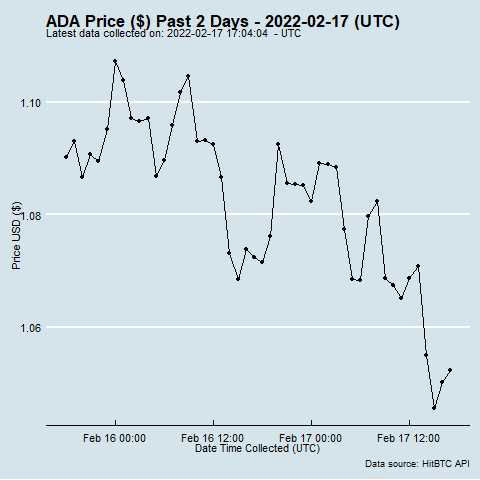 ADA Price ($) Past 2 Days - 2022-02-17 (UTC)
Latest data collected on: 2022-02-17 17:04:04 - UTC
1.10
1.08
1.06
Price USD ($)
Feb 16 00:00 Feb 16 12:00 Feb 17 00:00 Feb 17 12:00
Date Time Collected (UTC)
Data source: HitBTC API